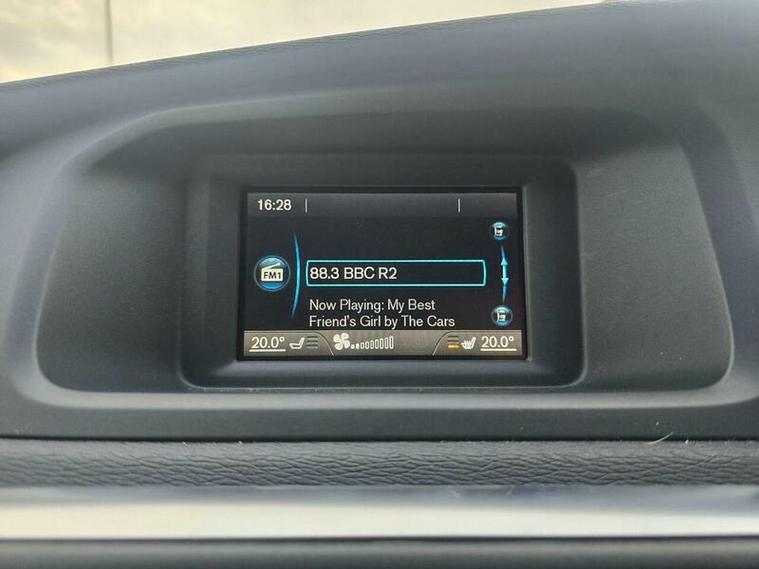 16:28
FM1
88.3 BBC R2
Now Playing: My Best
Friend's Girl by The Cars
20.0° 20.0°